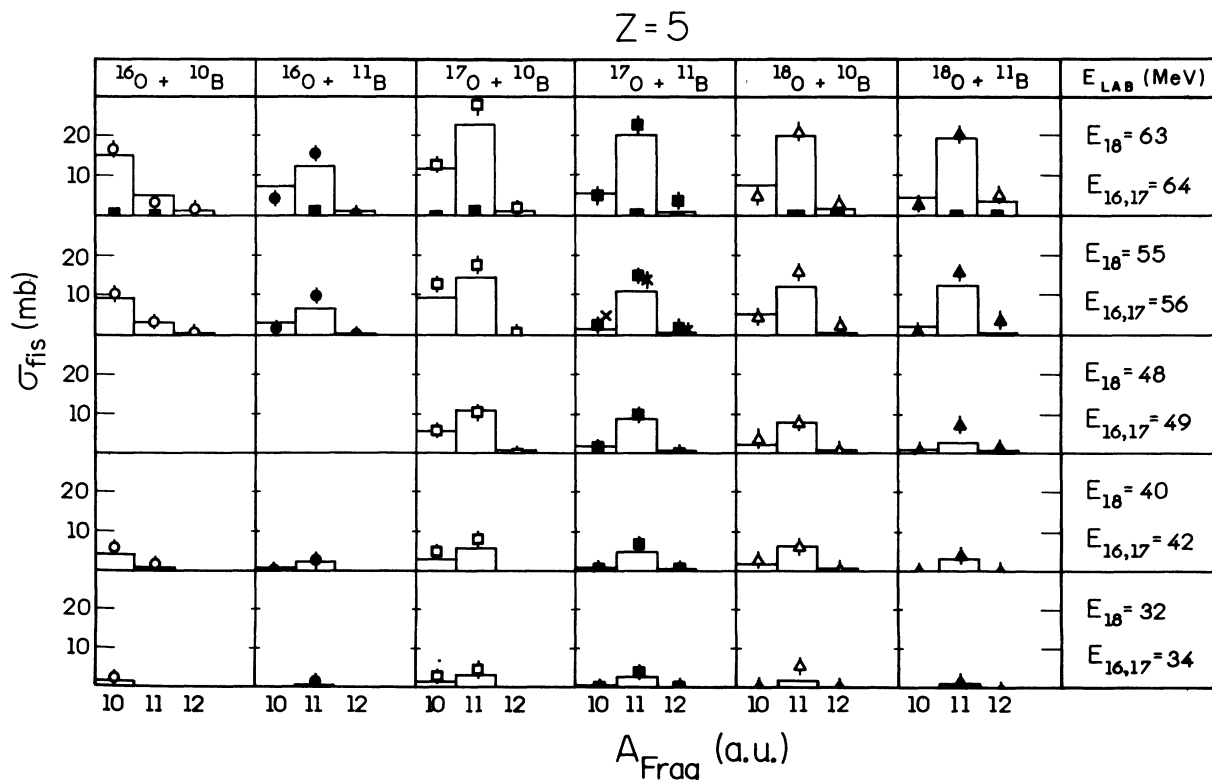 Z = 5
¹⁶O + ¹⁰B ¹⁶O + ¹¹B ¹⁷O + ¹⁰B ¹⁷O + ¹¹B ¹⁸O + ¹⁰B ¹⁸O + ¹¹B E_LAB (MeV)
20 E₁₈ = 63
10 E₁₆,₁₇ = 64
20 E₁₈ = 55
10 E₁₆,₁₇ = 56
20 E₁₈ = 48
10 E₁₆,₁₇ = 49
20 E₁₈ = 40
10 E₁₆,₁₇ = 42
20 E₁₈ = 32
10 E₁₆,₁₇ = 34
σ_fis (mb)
10 11 12 10 11 12 10 11 12 10 11 12 10 11 12 10 11 12
A_Frag (a.u.)